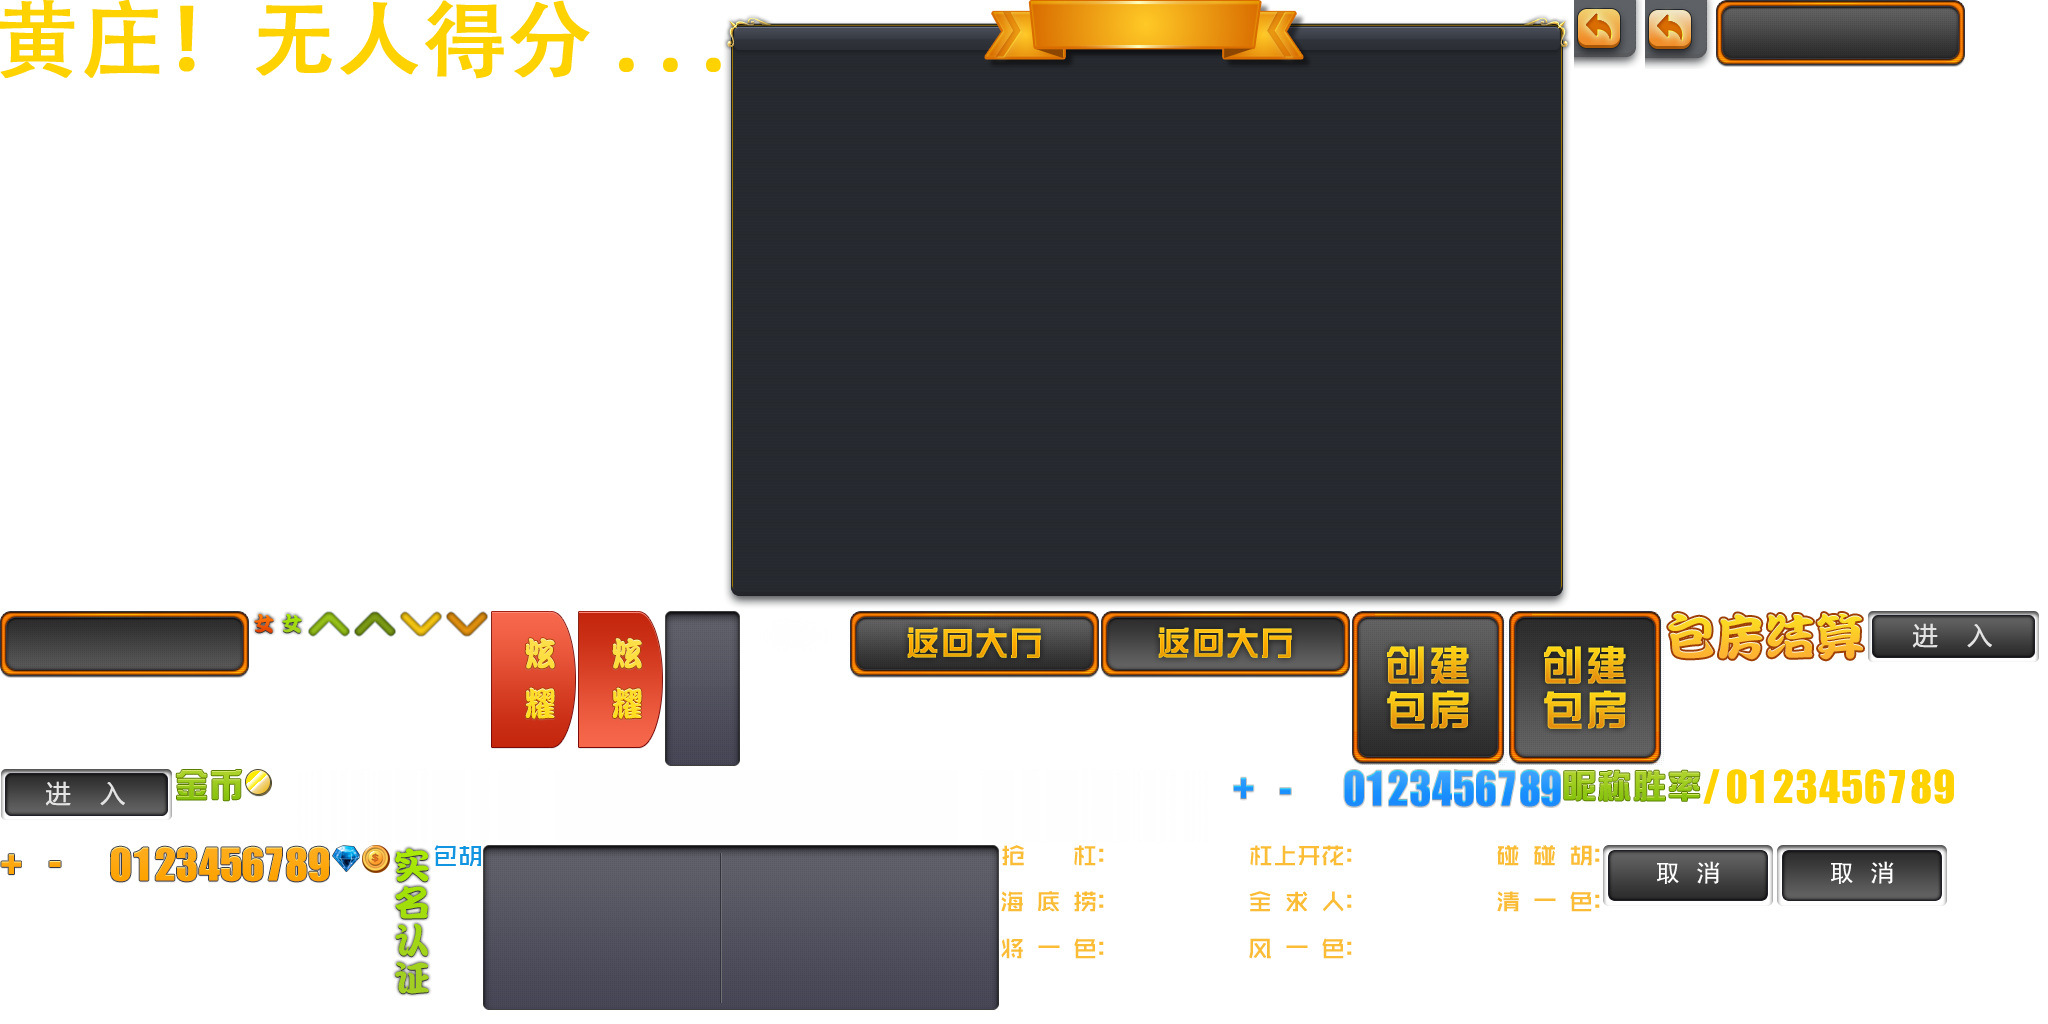 黄庄！无人得分...
女 女
炫耀
炫耀
返回大厅
返回大厅
创建
包房
创建
包房
包房结算
进 入
进 入
金币
+ - 0123456789
昵称胜率/0123456789
+ - 0123456789
实名认证
包胡
抢 杠:
杠上开花:
碰 碰 胡:
海 底 捞:
全 求 人:
清 一 色:
将 一 色:
风 一 色:
取 消
取 消